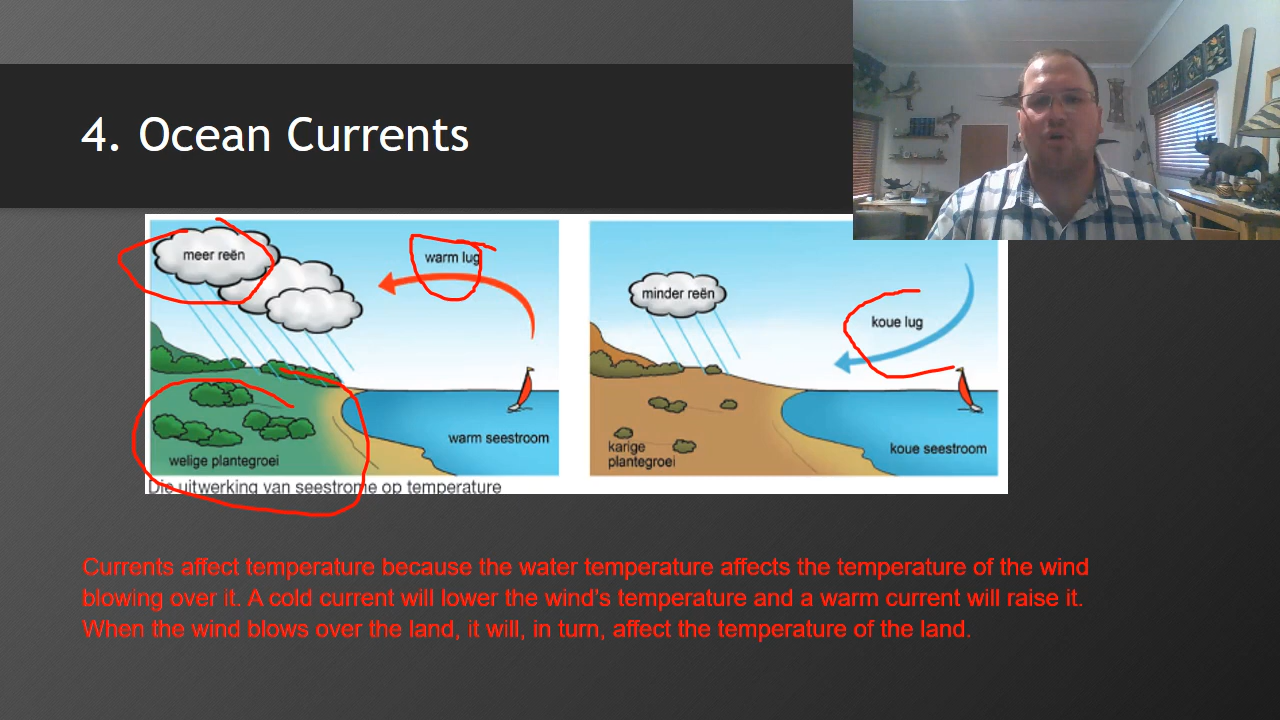 4. Ocean Currents
meer reën
warm lug
warm seestroom
welige plantegroei
Die uitwerking van seestrome op temperature
minder reën
koue lug
karige
plantegroei
koue seestroom
Currents affect temperature because the water temperature affects the temperature of the wind
blowing over it. A cold current will lower the wind's temperature and a warm current will raise it.
When the wind blows over the land, it will, in turn, affect the temperature of the land.